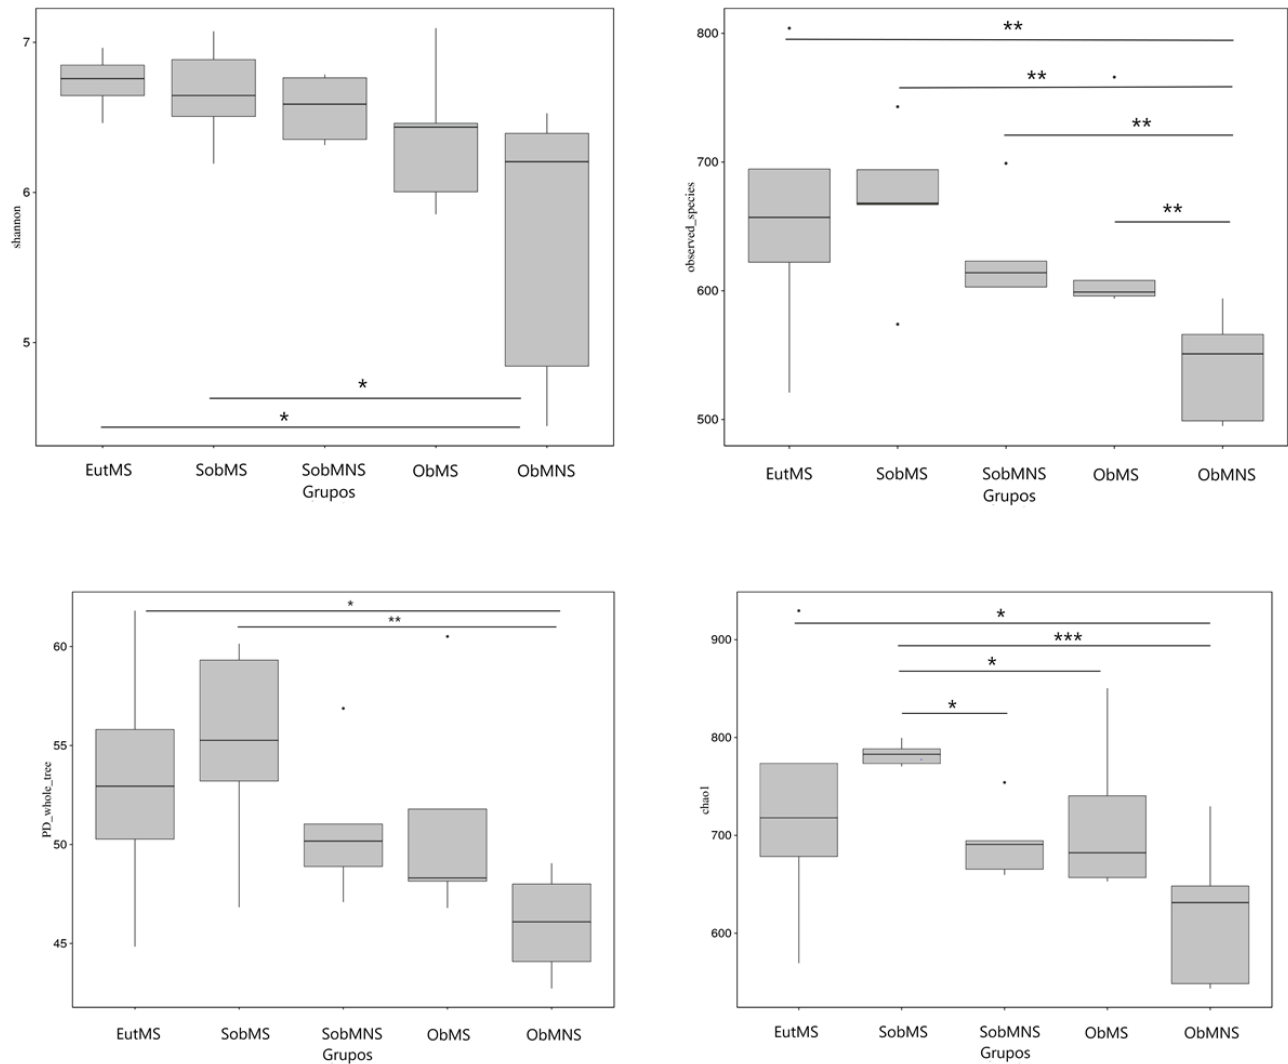 7
6
5
shannon
*
*
EutMS SobMS SobMNS ObMS ObMNS
Grupos
800
700
600
500
observed_species
**
**
**
**
EutMS SobMS SobMNS ObMS ObMNS
Grupos
60
55
50
45
PD_whole_tree
*
**
EutMS SobMS SobMNS ObMS ObMNS
Grupos
900
800
700
600
chao1
*
***
*
*
EutMS SobMS SobMNS ObMS ObMNS
Grupos